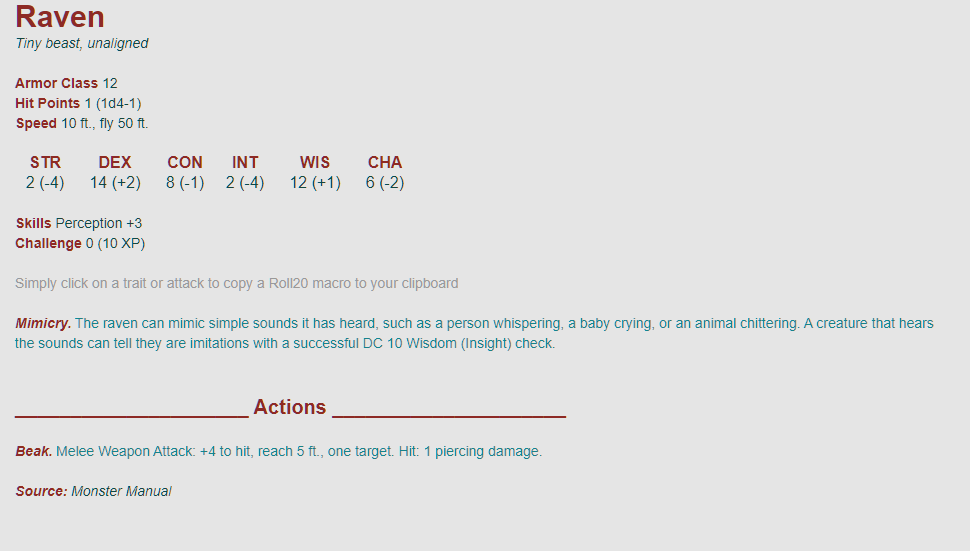 Raven
Tiny beast, unaligned
Armor Class 12
Hit Points 1 (1d4-1)
Speed 10 ft., fly 50 ft.
STR DEX CON INT WIS CHA
2 (-4) 14 (+2) 8 (-1) 2 (-4) 12 (+1) 6 (-2)
Skills Perception +3
Challenge 0 (10 XP)
Simply click on a trait or attack to copy a Roll20 macro to your clipboard
Mimicry. The raven can mimic simple sounds it has heard, such as a person whispering, a baby crying, or an animal chittering. A creature that hears
the sounds can tell they are imitations with a successful DC 10 Wisdom (Insight) check.
_____________________ Actions _____________________
Beak. Melee Weapon Attack: +4 to hit, reach 5 ft., one target. Hit: 1 piercing damage.
Source: Monster Manual